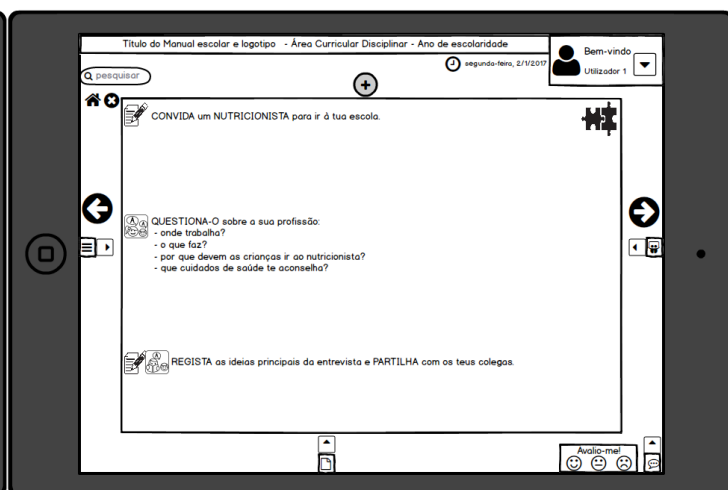 Título do Manual escolar e logotipo - Área Curricular Disciplinar - Ano de escolaridade
Bem-vindo
Utilizador 1
segunda-feira, 2/1/2017
pesquisar
CONVIDA um NUTRICIONISTA para ir à tua escola.
QUESTIONA-O sobre a sua profissão:
- onde trabalha?
- o que faz?
- por que devem as crianças ir ao nutricionista?
- que cuidados de saúde te aconselha?
REGISTA as ideias principais da entrevista e PARTILHA com os teus colegas.
Avalia-me!